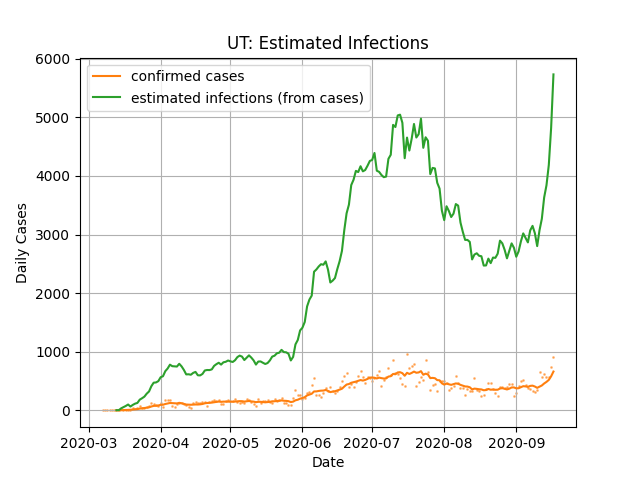 UT: Estimated Infections
confirmed cases
estimated infections (from cases)
Daily Cases
6000
5000
4000
3000
2000
1000
0
2020-03 2020-04 2020-05 2020-06 2020-07 2020-08 2020-09
Date